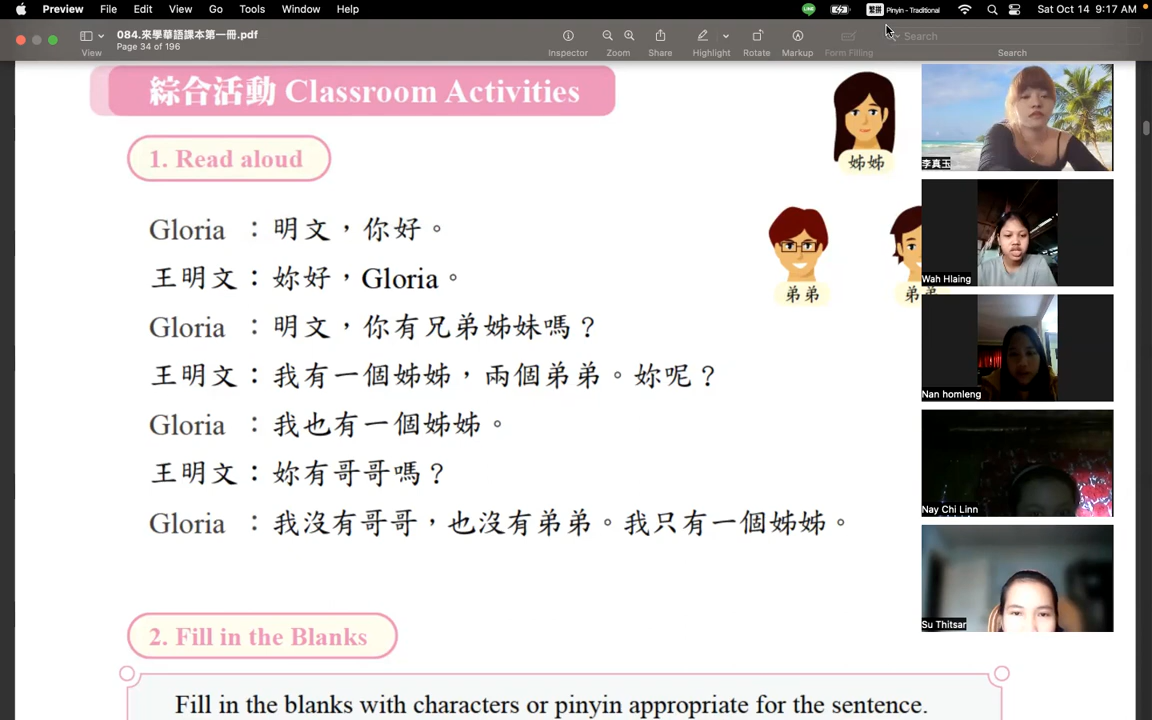 Preview File Edit View Go Tools Window Help 繁拼 Pinyin - Traditional Sat Oct 14 9:17 AM
084.來學華語課本第一冊.pdf
Page 34 of 196
View Inspector Zoom Share Highlight Rotate Markup Form Filling Search
Search
綜合活動 Classroom Activities
1. Read aloud
姊姊
弟弟
弟
Gloria ：明文，你好。
王明文：妳好，Gloria。
Gloria ：明文，你有兄弟姊妹嗎？
王明文：我有一個姊姊，兩個弟弟。妳呢？
Gloria ：我也有一個姊姊。
王明文：妳有哥哥嗎？
Gloria ：我沒有哥哥，也沒有弟弟。我只有一個姊姊。
2. Fill in the Blanks
Fill in the blanks with characters or pinyin appropriate for the sentence.
李真玉
Wah Hlaing
Nan homleng
Nay Chi Linn
Su Thitsar